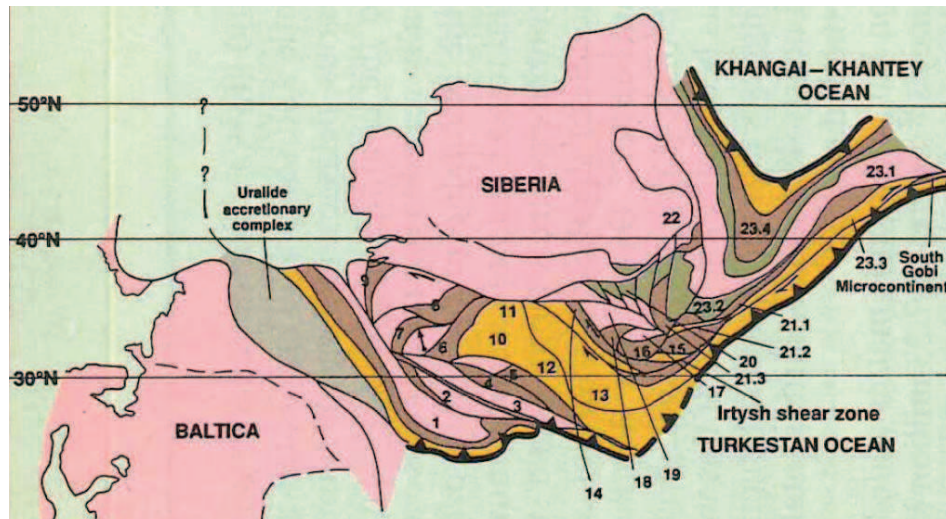 KHANGAI–KHANTEY
OCEAN
50°N
?
?
SIBERIA
Uralide
accretionary
complex
23.1
22
23.4
40°N
South
Gobi
Microcontinent
23.3
23.2
9
8
11
21.1
7
6
10
16
15
21.2
20
12
21.3
30°N
4
5
17
2
13
3
Irtysh shear zone
1
BALTICA
TURKESTAN OCEAN
19
18
14